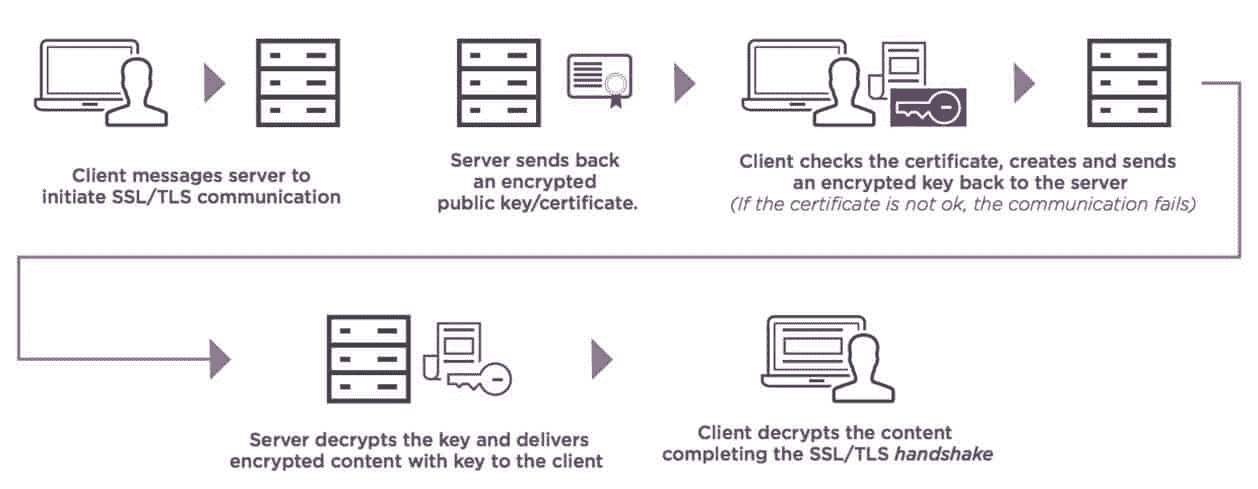 Client messages server to
initiate SSL/TLS communication
Server sends back
an encrypted
public key/certificate.
Client checks the certificate, creates and sends
an encrypted key back to the server
(If the certificate is not ok, the communication fails)
Server decrypts the key and delivers
encrypted content with key to the client
Client decrypts the content
completing the SSL/TLS handshake